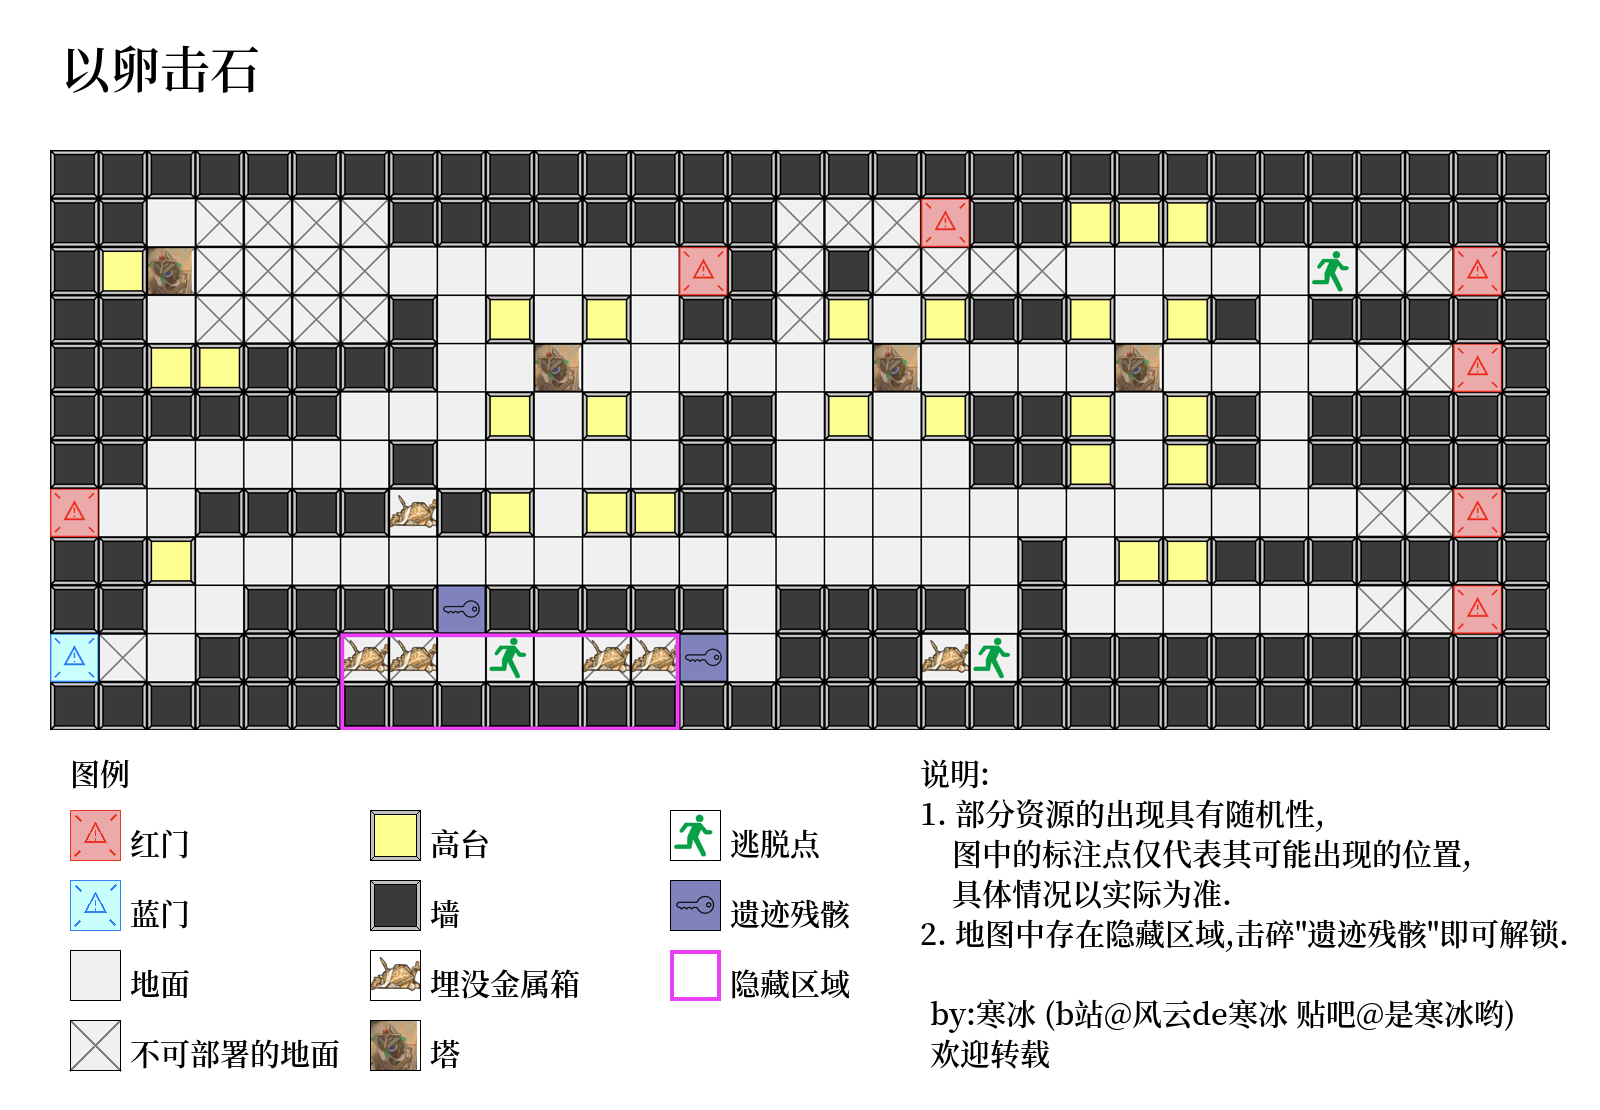 以卵击石
图例
红门
高台
逃脱点
蓝门
墙
遗迹残骸
地面
埋没金属箱
隐藏区域
不可部署的地面
塔
说明:
1. 部分资源的出现具有随机性,
图中的标注点仅代表其可能出现的位置,
具体情况以实际为准.
2. 地图中存在隐藏区域,击碎"遗迹残骸"即可解锁.
by:寒冰 (b站@风云de寒冰 贴吧@是寒冰哟)
欢迎转载